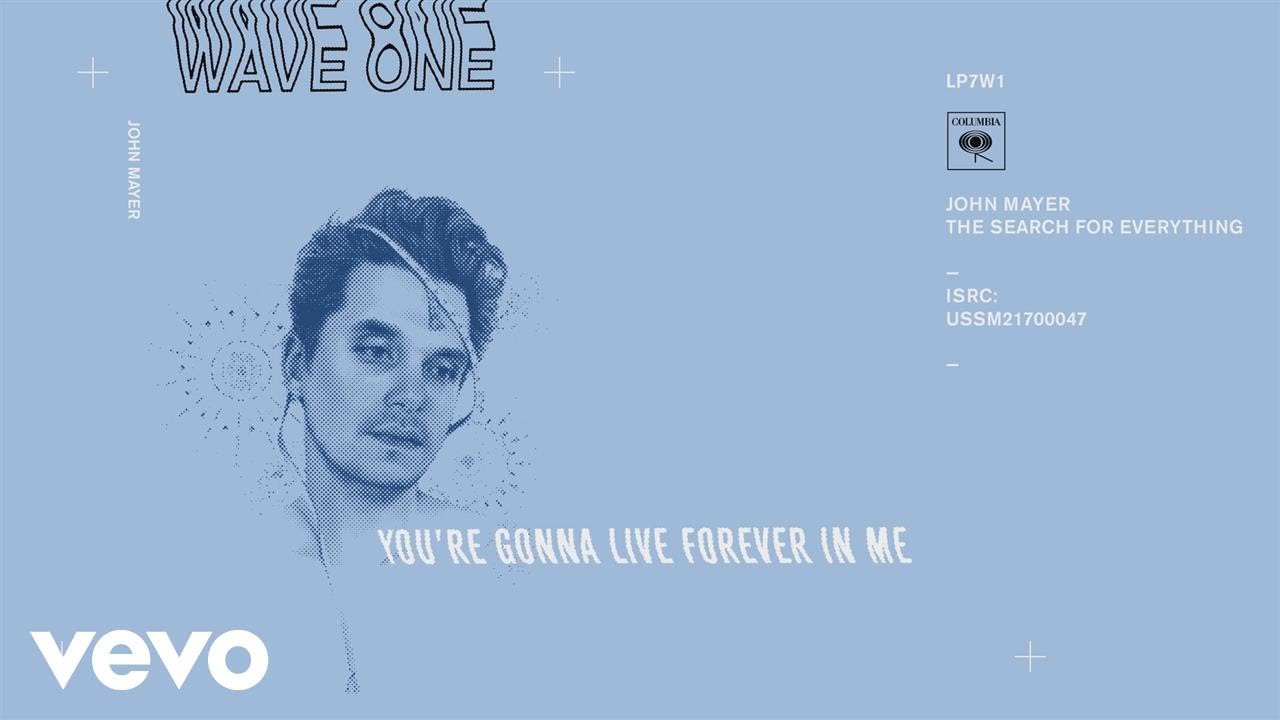 WAVE ONE
JOHN MAYER
LP7W1
COLUMBIA
JOHN MAYER
THE SEARCH FOR EVERYTHING
–
ISRC:
USSM21700047
–
YOU'RE GONNA LIVE FOREVER IN ME
vevo